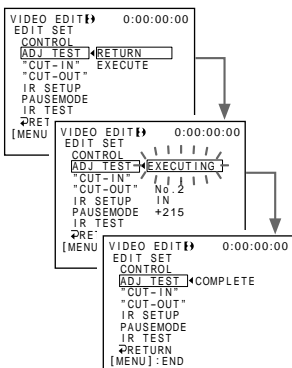 VIDEO EDIT 0:00:00:00
EDIT SET
CONTROL
ADJ TEST RETURN
"CUT-IN" EXECUTE
"CUT-OUT"
IR SETUP
PAUSEMODE
IR TEST
RET
[MENU
VIDEO EDIT 0:00:00:00
EDIT SET
CONTROL
ADJ TEST EXECUTING
"CUT-IN"
"CUT-OUT" No.2
IR SETUP IN
PAUSEMODE +215
IR TEST
RE
[MENU
VIDEO EDIT 0:00:00:00
EDIT SET
CONTROL
ADJ TEST COMPLETE
"CUT-IN"
"CUT-OUT"
IR SETUP
PAUSEMODE
IR TEST
RETURN
[MENU]:END